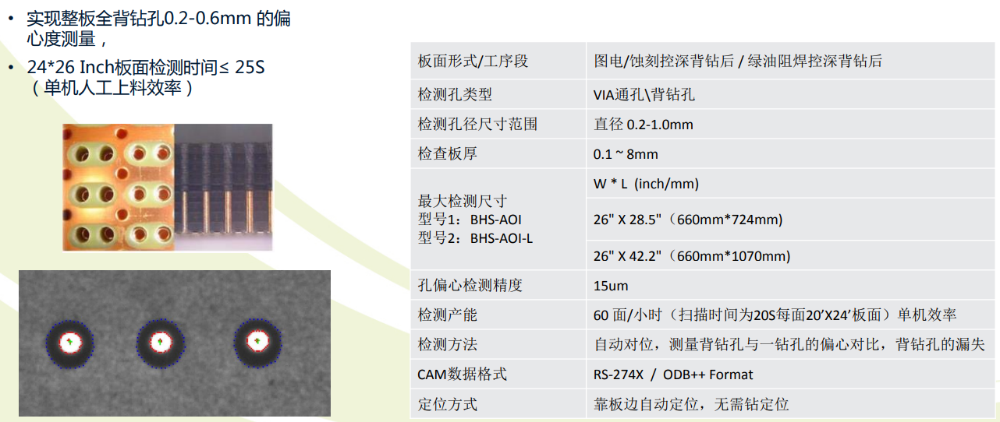 • 实现整板全背钻孔0.2-0.6mm 的偏
心度测量，
• 24*26 Inch板面检测时间≤ 25S
（单机人工上料效率）
板面形式/工序段 图电/蚀刻控深背钻后 / 绿油阻焊控深背钻后
检测孔类型 VIA通孔\背钻孔
检测孔径尺寸范围 直径 0.2-1.0mm
检查板厚 0.1 ~ 8mm
最大检测尺寸
型号1：BHS-AOI
型号2：BHS-AOI-L
W * L (inch/mm)
26" X 28.5"（660mm*724mm)
26" X 42.2"（660mm*1070mm)
孔偏心检测精度 15um
检测产能 60 面/小时（扫描时间为20S每面20’X24’板面）单机效率
检测方法 自动对位，测量背钻孔与一钻孔的偏心对比，背钻孔的漏失
CAM数据格式 RS-274X / ODB++ Format
定位方式 靠板边自动定位，无需钻定位